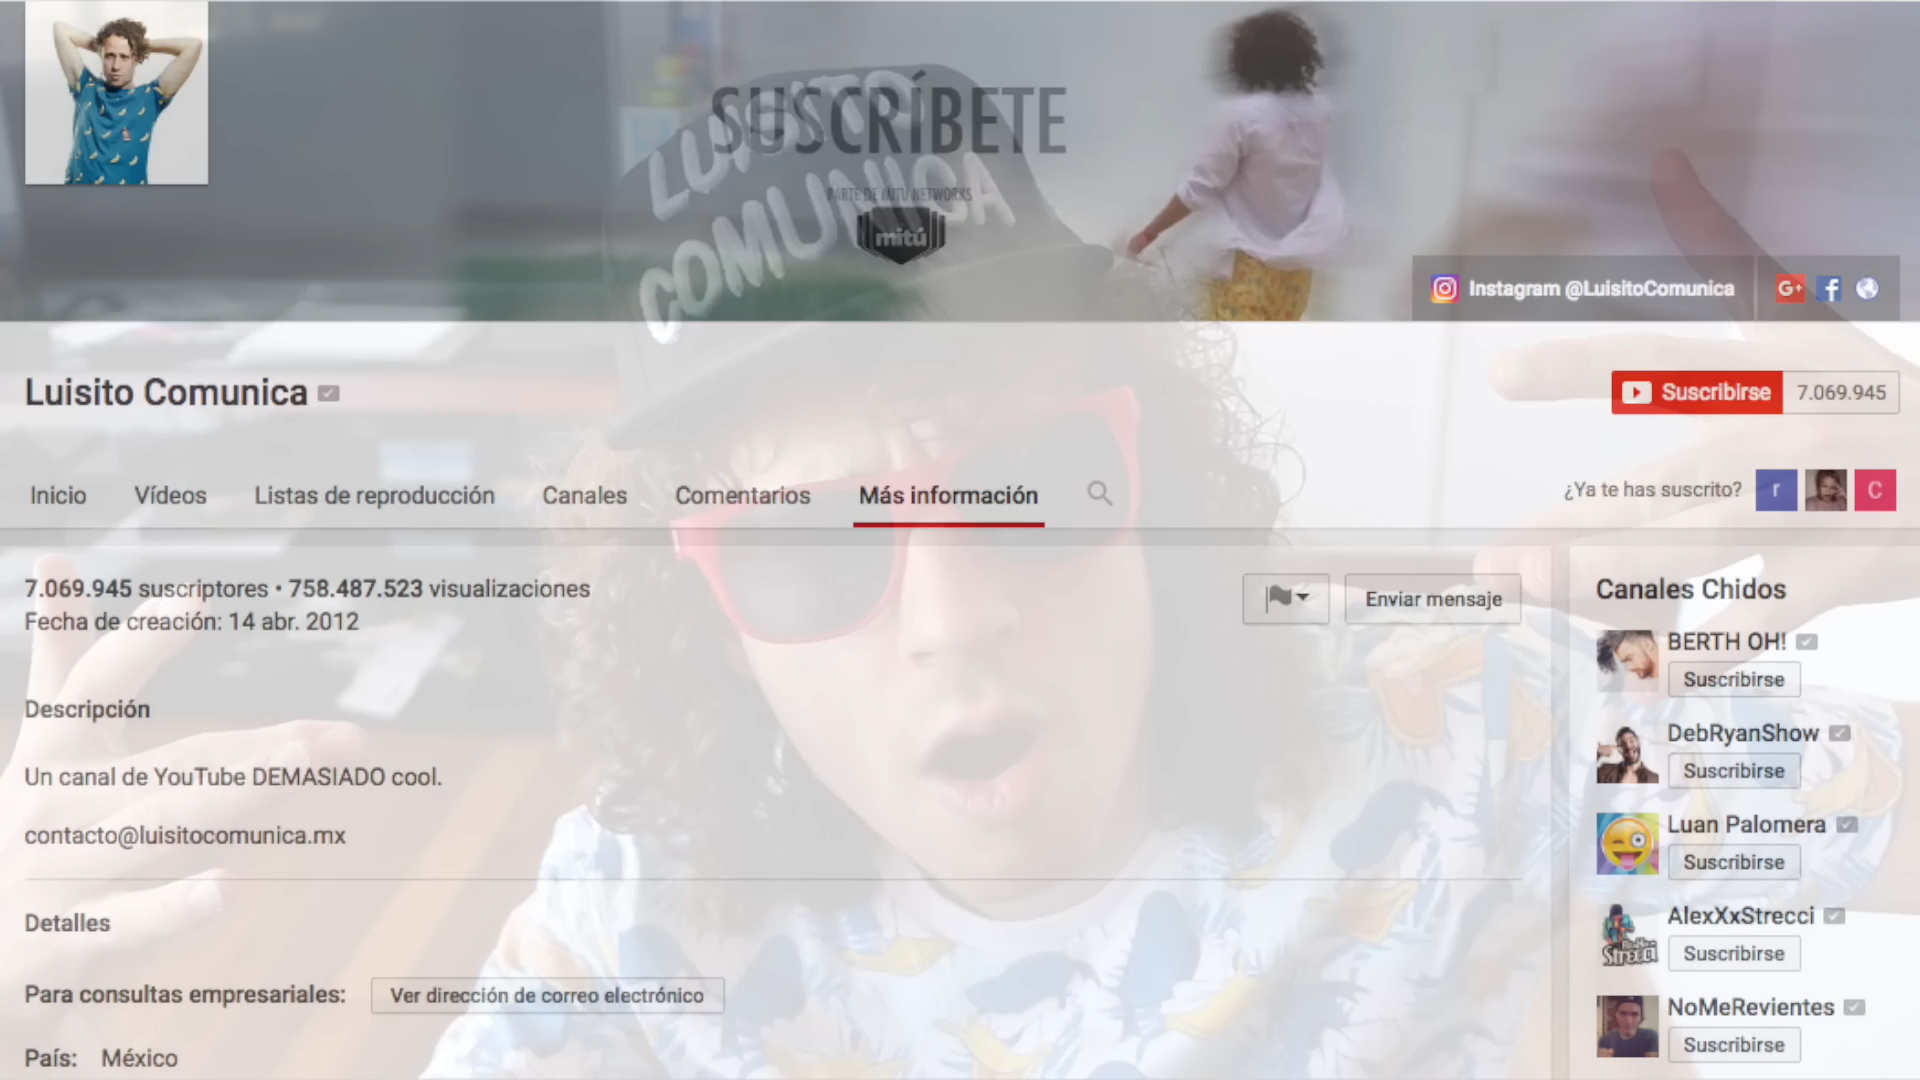 SUSCRÍBETE
LUISITO
COMUNICA
PARTE DE MITÚ NETWORKS
mitú
Instagram @LuisitoComunica
G+ f
Luisito Comunica
Suscribirse 7.069.945
Inicio Vídeos Listas de reproducción Canales Comentarios Más información
¿Ya te has suscrito? r C
7.069.945 suscriptores • 758.487.523 visualizaciones
Fecha de creación: 14 abr. 2012
Enviar mensaje
Descripción
Un canal de YouTube DEMASIADO cool.
contacto@luisitocomunica.mx
Detalles
Para consultas empresariales: Ver dirección de correo electrónico
País: México
Canales Chidos
BERTH OH!
Suscribirse
DebRyanShow
Suscribirse
Luan Palomera
Suscribirse
AlexXxStrecci
Suscribirse
Strecci
NoMeRevientes
Suscribirse